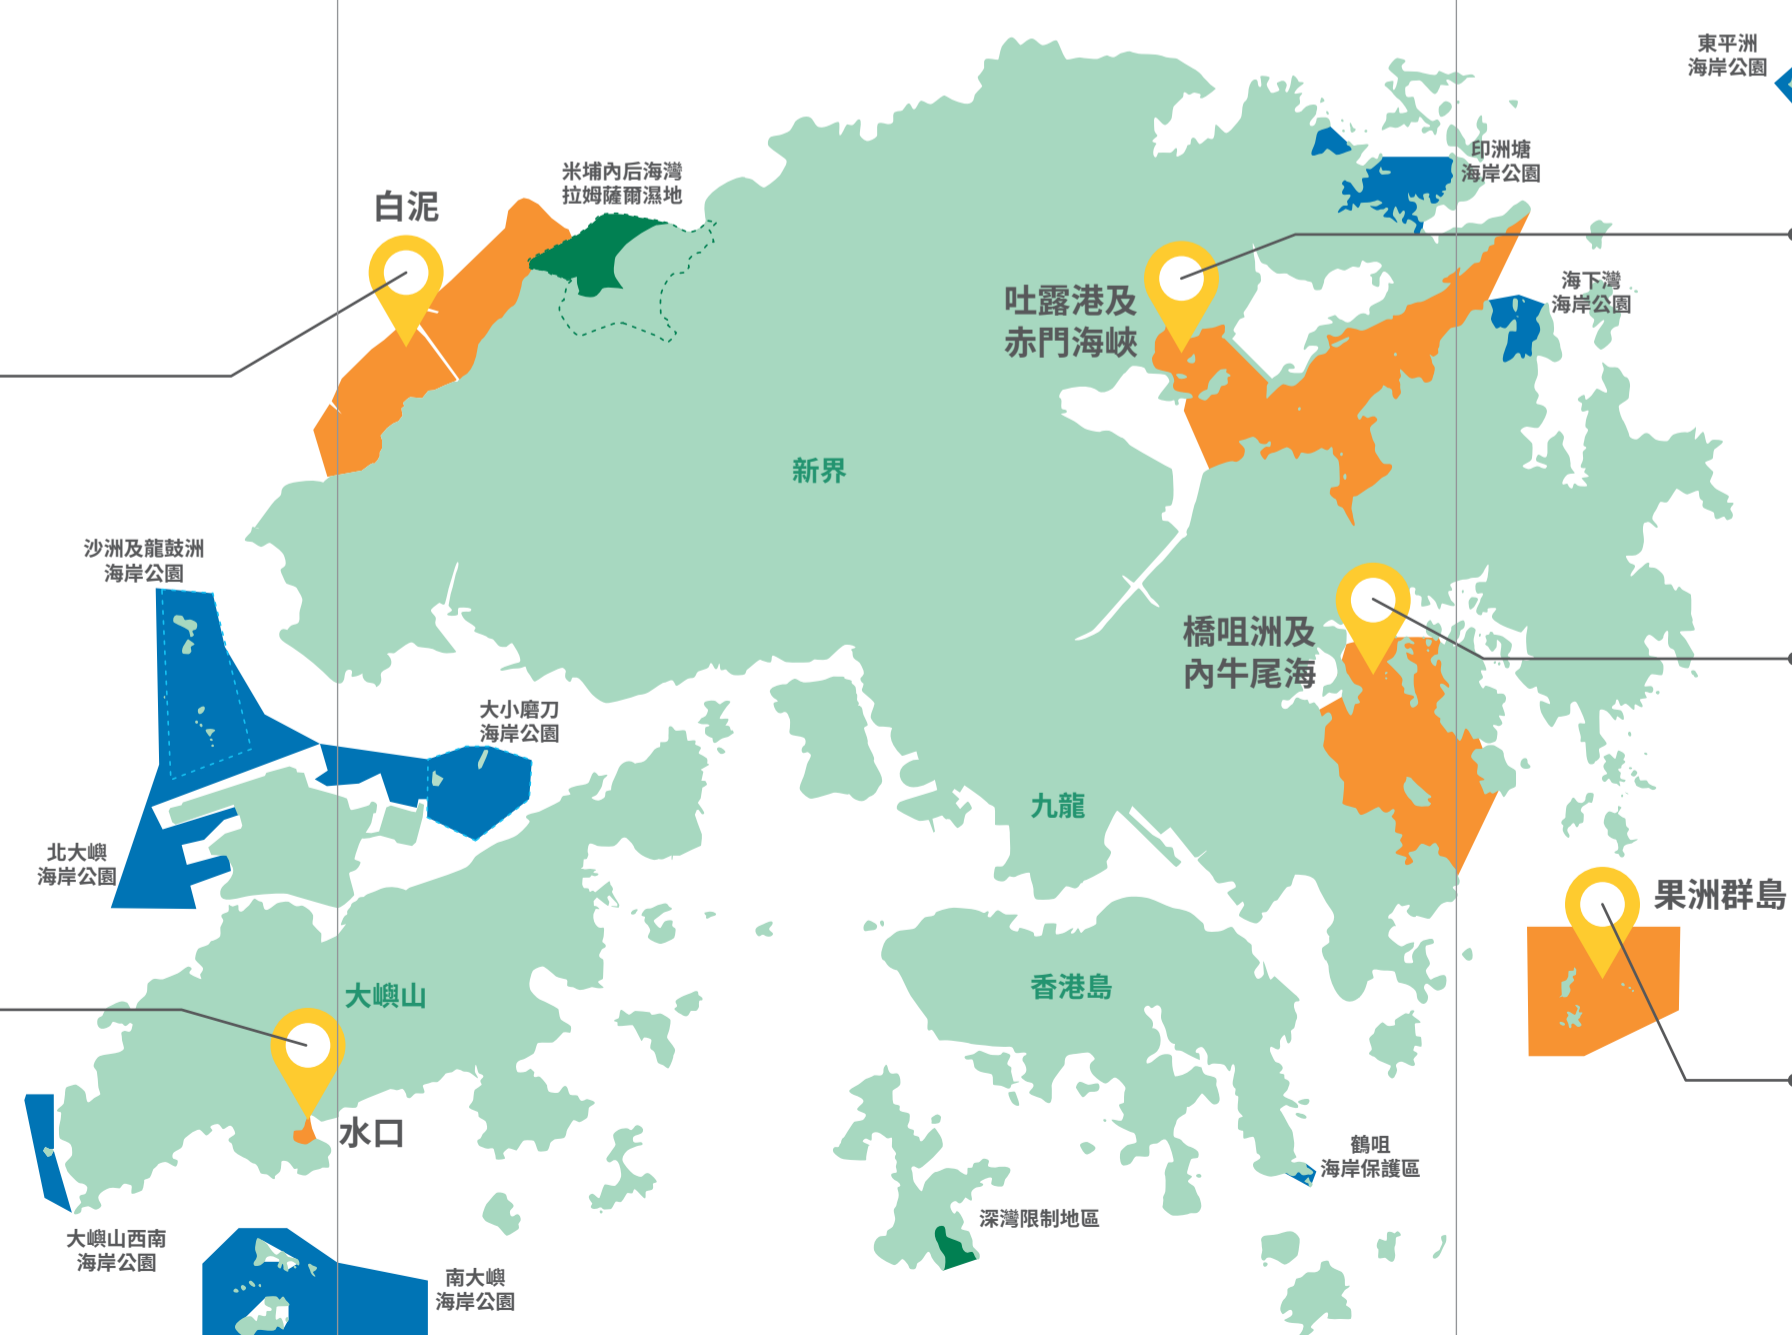 東平洲
海岸公園
印洲塘
海岸公園
米埔內后海灣
拉姆薩爾濕地
白泥
海下灣
海岸公園
吐露港及
赤門海峽
新界
沙洲及龍鼓洲
海岸公園
橋咀洲及
內牛尾海
大小磨刀
海岸公園
九龍
北大嶼
海岸公園
果洲群島
大嶼山
香港島
水口
鶴咀
海岸保護區
深灣限制地區
大嶼山西南
海岸公園
南大嶼
海岸公園